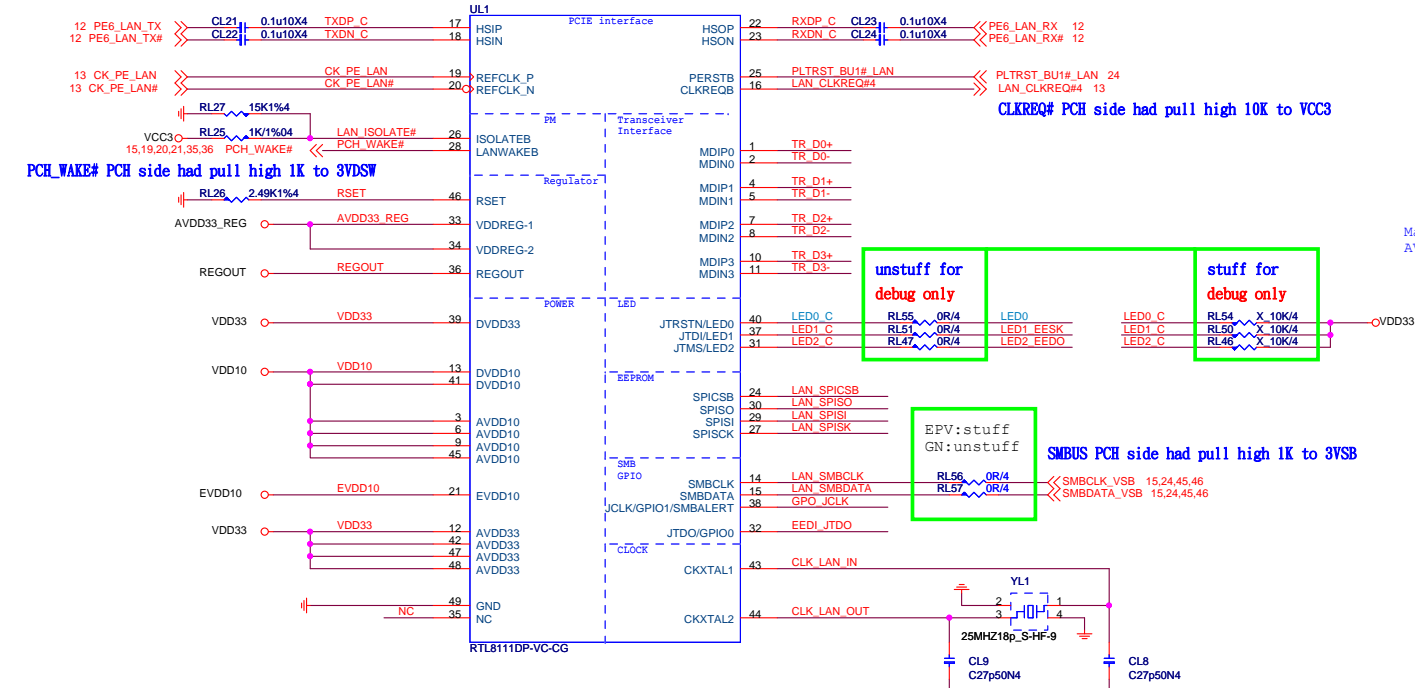 UL1
PCIE interface
12 PE6_LAN_TX CL21 0.1u10X4 TXDP_C 17 HSIP
12 PE6_LAN_TX# CL22 0.1u10X4 TXDN_C 18 HSIN
HSOP 22 RXDP_C CL23 0.1u10X4 PE6_LAN_RX 12
HSON 23 RXDN_C CL24 0.1u10X4 PE6_LAN_RX# 12
13 CK_PE_LAN CK_PE_LAN 19 REFCLK_P
13 CK_PE_LAN# CK_PE_LAN# 20 REFCLK_N
PERSTB 25 PLTRST_BU1#_LAN PLTRST_BU1#_LAN 24
CLKREQB 16 LAN_CLKREQ#4 LAN_CLKREQ#4 13
CLKREQ# PCH side had pull high 10K to VCC3
RL27 15K1%4
PM
Transceiver
Interface
VCC3 RL25 1K/1%04 LAN_ISOLATE# 26 ISOLATEB
15,19,20,21,35,36 PCH_WAKE# PCH_WAKE# 28 LANWAKEB
PCH_WAKE# PCH side had pull high 1K to 3VDSW
MDIP0 1 TR_D0+
MDIN0 2 TR_D0-
MDIP1 4 TR_D1+
MDIN1 5 TR_D1-
MDIP2 7 TR_D2+
MDIN2 8 TR_D2-
MDIP3 10 TR_D3+
MDIN3 11 TR_D3-
Regulator
RL26 2.49K1%4 RSET 46 RSET
AVDD33_REG AVDD33_REG 33 VDDREG-1
34 VDDREG-2
REGOUT REGOUT 36 REGOUT
unstuff for
debug only
stuff for
debug only
POWER
LED
VDD33 VDD33 39 DVDD33
JTRSTN/LED0 40 LED0_C RL55 0R/4 LED0
JTDI/LED1 37 LED1_C RL51 0R/4 LED1_EESK
JTMS/LED2 31 LED2_C RL47 0R/4 LED2_EEDO
LED0_C RL54 X_10K/4 VDD33
LED1_C RL50 X_10K/4
LED2_C RL46 X_10K/4
VDD10 VDD10 13 DVDD10
41 DVDD10
3 AVDD10
6 AVDD10
9 AVDD10
45 AVDD10
EEPROM
SPICSB 24 LAN_SPICSB
SPISO 30 LAN_SPISO
SPISI 29 LAN_SPISI
SPISCK 27 LAN_SPISK
EPV:stuff
GN:unstuff
SMBUS PCH side had pull high 1K to 3VSB
SMB
GPIO
SMBCLK 14 LAN_SMBCLK RL56 0R/4 SMBCLK_VSB 15,24,45,46
SMBDATA 15 LAN_SMBDATA RL57 0R/4 SMBDATA_VSB 15,24,45,46
JCLK/GPIO1/SMBALERT 38 GPO_JCLK
JTDO/GPIO0 32 EEDI_JTDO
EVDD10 EVDD10 21 EVDD10
VDD33 VDD33 12 AVDD33
42 AVDD33
47 AVDD33
48 AVDD33
CLOCK
CKXTAL1 43 CLK_LAN_IN
CKXTAL2 44 CLK_LAN_OUT
49 GND
NC 35 NC
RTL8111DP-VC-CG
YL1
2 1
3 4
25MHZ18p_S-HF-9
CL9
C27p50N4
CL8
C27p50N4